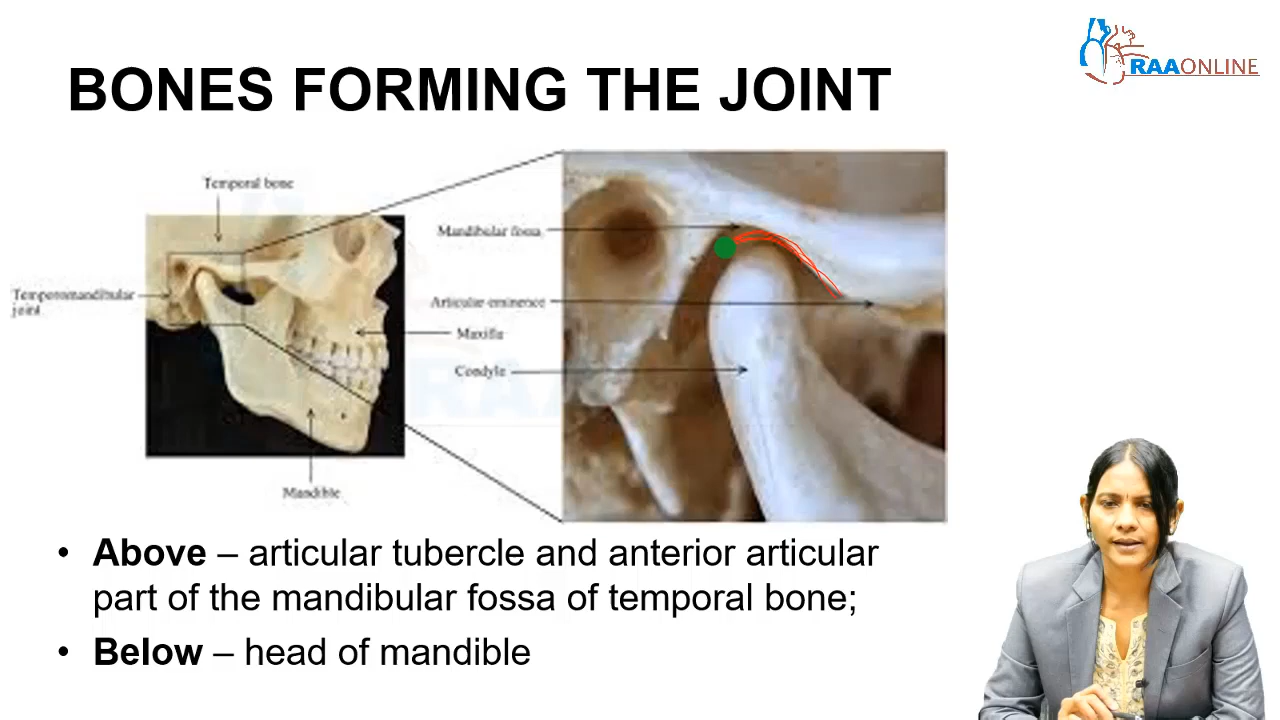 RAAONLINE
BONES FORMING THE JOINT
Temporal bone
Temporomandibular
joint
Maxilla
Mandible
Mandibular fossa
Articular eminence
Condyle
• Above – articular tubercle and anterior articular
part of the mandibular fossa of temporal bone;
• Below – head of mandible